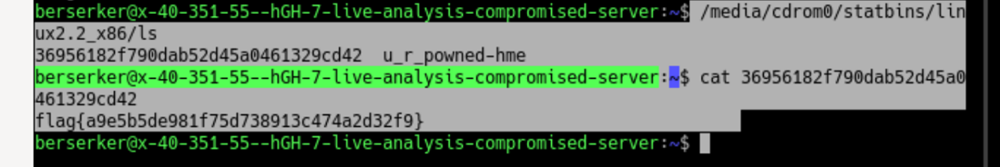 berserker@x-40-351-55--hGH-7-live-analysis-compromised-server:~$ /media/cdrom0/statbins/lin
ux2.2_x86/ls
36956182f790dab52d45a0461329cd42  u_r_powned-hme
berserker@x-40-351-55--hGH-7-live-analysis-compromised-server:~$ cat 36956182f790dab52d45a0
461329cd42
flag{a9e5b5de981f75d738913c474a2d32f9}
berserker@x-40-351-55--hGH-7-live-analysis-compromised-server:~$